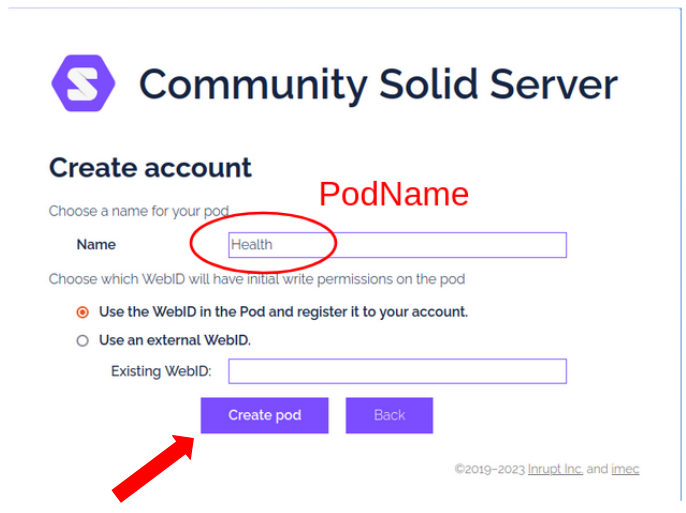 Community Solid Server
Create account
PodName
Choose a name for your pod
Name Health
Choose which WebID will have initial write permissions on the pod
Use the WebID in the Pod and register it to your account.
Use an external WebID.
Existing WebID:
Create pod Back
©2019–2023 Inrupt Inc. and imec